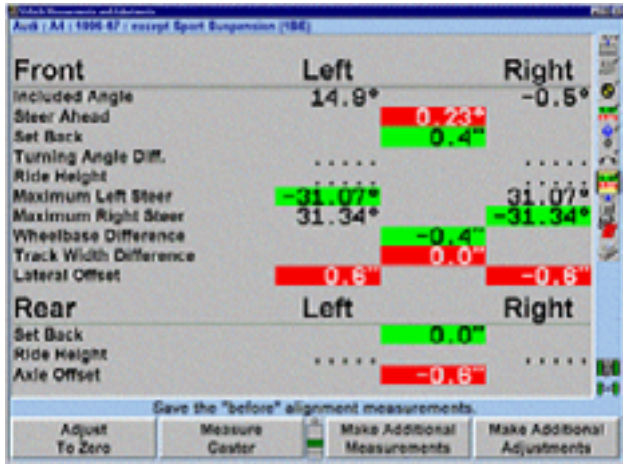 Vehicle Measurements and Adjustments
Audi : A4 : 1996-97 : except Sport Suspension (1BE)
Front Left Right
Included Angle 14.9° -0.5°
Steer Ahead 0.23°
Set Back 0.4"
Turning Angle Diff. ..... .....
Ride Height ..... .....
Maximum Left Steer -31.07° 31.07°
Maximum Right Steer 31.34° -31.34°
Wheelbase Difference -0.4"
Track Width Difference 0.0"
Lateral Offset 0.6" -0.6"
Rear Left Right
Set Back 0.0"
Ride Height ..... .....
Axle Offset -0.6"
Save the "before" alignment measurements.
Adjust To Zero
Measure Caster
Make Additional Measurements
Make Additional Adjustments